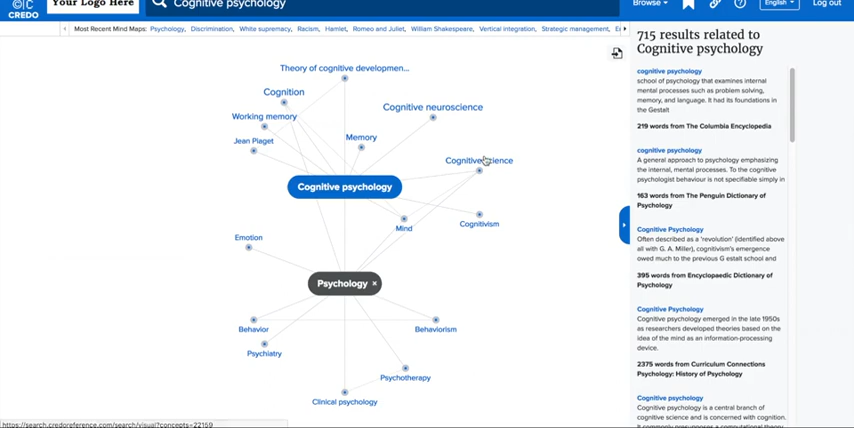 CREDO
Your Logo Here
Cognitive psychology
Browse
English
Log out
Most Recent Mind Maps: Psychology, Discrimination, White supremacy, Racism, Hamlet, Romeo and Juliet, William Shakespeare, Vertical integration, Strategic management,
Theory of cognitive developmen...
Cognition
Working memory
Cognitive neuroscience
Jean Piaget
Memory
Cognitive science
Cognitive psychology
Mind
Cognitivism
Emotion
Psychology ×
Behavior
Behaviorism
Psychiatry
Psychotherapy
Clinical psychology
https://search.credoreference.com/search/visual?concepts=22159
715 results related to
Cognitive psychology
cognitive psychology
school of psychology that examines internal
mental processes such as problem solving,
memory, and language. It had its foundations in
the Gestalt
219 words from The Columbia Encyclopedia
cognitive psychology
A general approach to psychology emphasizing
the internal, mental processes. To the cognitive
psychologist behaviour is not specifiable simply in
163 words from The Penguin Dictionary of
Psychology
Cognitive Psychology
Often described as a 'revolution' (identified above
all with G. A. Miller), cognitivism's emergence
owed much to the previous G estalt school and
395 words from Encyclopaedic Dictionary of
Psychology
Cognitive Psychology
Cognitive psychology emerged in the late 1950s
as researchers developed theories based on the
idea of the mind as an information-processing
device.
2375 words from Curriculum Connections
Psychology: History of Psychology
Cognitive psychology
Cognitive psychology is a central branch of
cognitive science and is concerned with cognition.
It commonly presupposes a computational theory